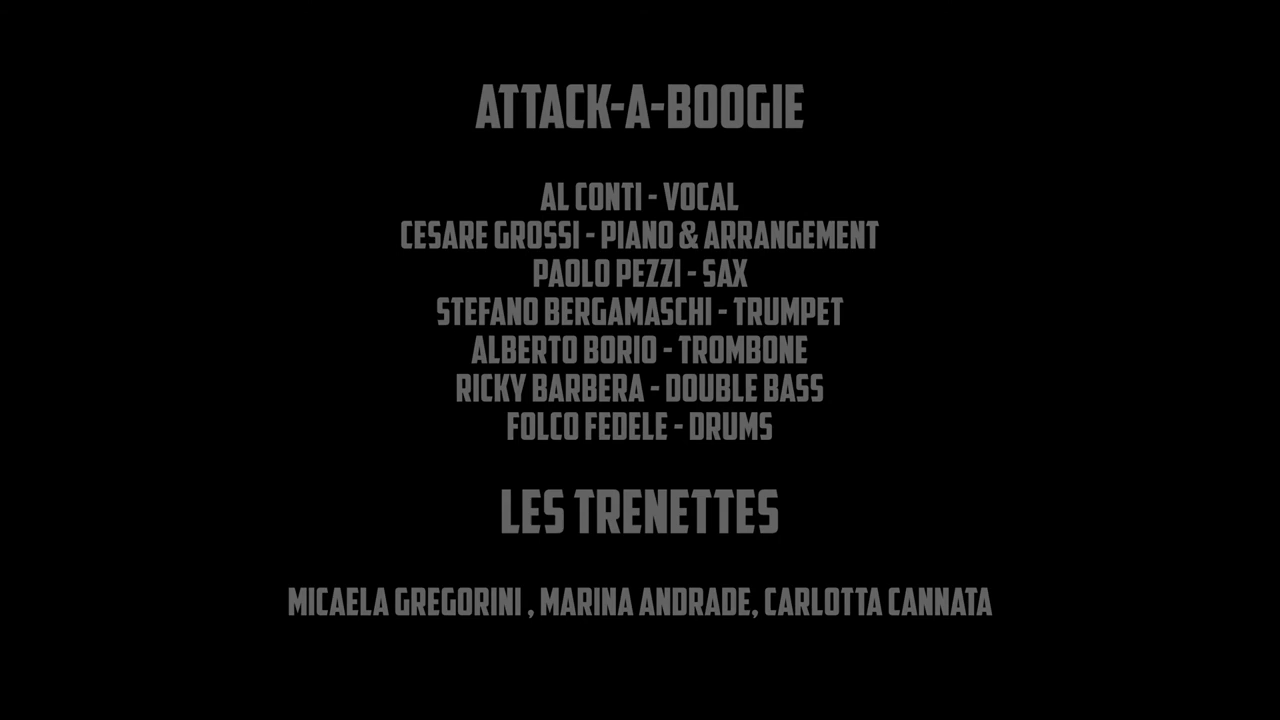 ATTACK-A-BOOGIE
AL CONTI - VOCAL
CESARE GROSSI - PIANO & ARRANGEMENT
PAOLO PEZZI - SAX
STEFANO BERGAMASCHI - TRUMPET
ALBERTO BORIO - TROMBONE
RICKY BARBERA - DOUBLE BASS
FOLCO FEDELE - DRUMS
LES TRENETTES
MICAELA GREGORINI , MARINA ANDRADE, CARLOTTA CANNATA